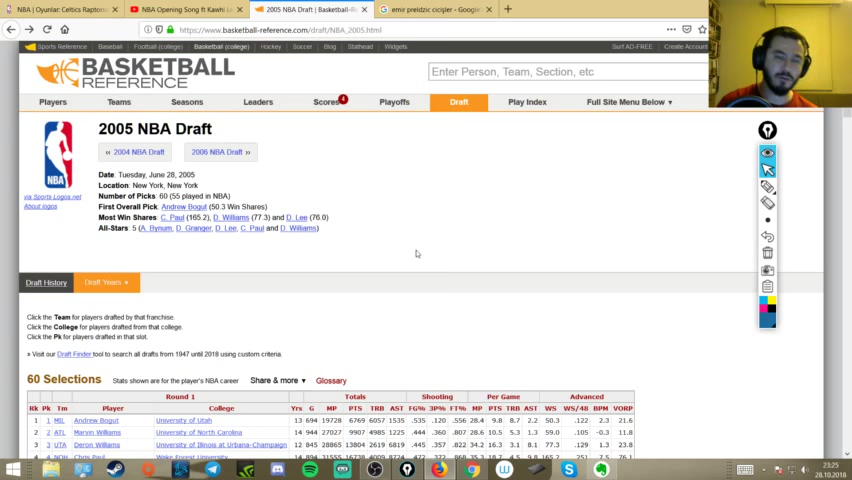 NBA | Oyunlar: Celtics Raptors
NBA Opening Song ft Kawhi L
2005 NBA Draft | Basketball-R
emir preldzic cicişler - Google
https://www.basketball-reference.com/draft/NBA_2005.html
Sports Reference Baseball Football (college) Basketball (college) Hockey Soccer Blog Stathead Widgets Surf AD-FREE Create Account
BASKETBALL
REFERENCE
Enter Person, Team, Section, etc
Players Teams Seasons Leaders Scores 4 Playoffs Draft Play Index Full Site Menu Below ▼
NBA
via Sports Logos.net
About logos
2005 NBA Draft
« 2004 NBA Draft 2006 NBA Draft »
Date: Tuesday, June 28, 2005
Location: New York, New York
Number of Picks: 60 (55 played in NBA)
First Overall Pick: Andrew Bogut (50.3 Win Shares)
Most Win Shares: C. Paul (165.2), D. Williams (77.3) and D. Lee (76.0)
All-Stars: 5 (A. Bynum, D. Granger, D. Lee, C. Paul and D. Williams)
Draft History Draft Years
Click the Team for players drafted by that franchise.
Click the College for players drafted from that college.
Click the Pk for players drafted in that slot.
» Visit our Draft Finder tool to search all drafts from 1947 until 2018 using custom criteria.
60 Selections Stats shown are for the player's NBA career Share & more ▼ Glossary
Round 1 Totals Shooting Per Game Advanced
Rk Pk Tm Player College Yrs G MP PTS TRB AST FG% 3P% FT% MP PTS TRB AST WS WS/48 BPM VORP
1 1 MIL Andrew Bogut University of Utah 13 694 19728 6769 6057 1535 .535 .120 .556 28.4 9.8 8.7 2.2 50.3 .122 2.3 21.6
2 2 ATL Marvin Williams University of North Carolina 14 944 27027 9907 4985 1225 .444 .360 .807 28.6 10.5 5.3 1.3 59.0 .105 -0.3 11.8
3 3 UTA Deron Williams University of Illinois at Urbana-Champaign 12 845 28865 13804 2619 6819 .445 .357 .822 34.2 16.3 3.1 8.1 77.3 .129 1.3 23.8
4 4 NOH Chris Paul Wake Forest University
23:25
28.10.2018